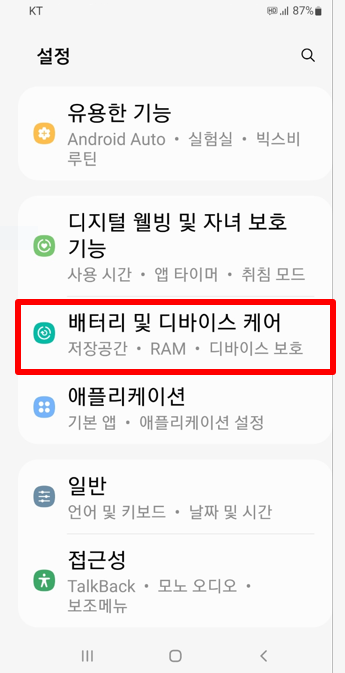 KT 87%
설정
유용한 기능
Android Auto • 실험실 • 빅스비
루틴
디지털 웰빙 및 자녀 보호
기능
사용 시간 • 앱 타이머 • 취침 모드
배터리 및 디바이스 케어
저장공간 • RAM • 디바이스 보호
애플리케이션
기본 앱 • 애플리케이션 설정
일반
언어 및 키보드 • 날짜 및 시간
접근성
TalkBack • 모노 오디오 •
보조메뉴